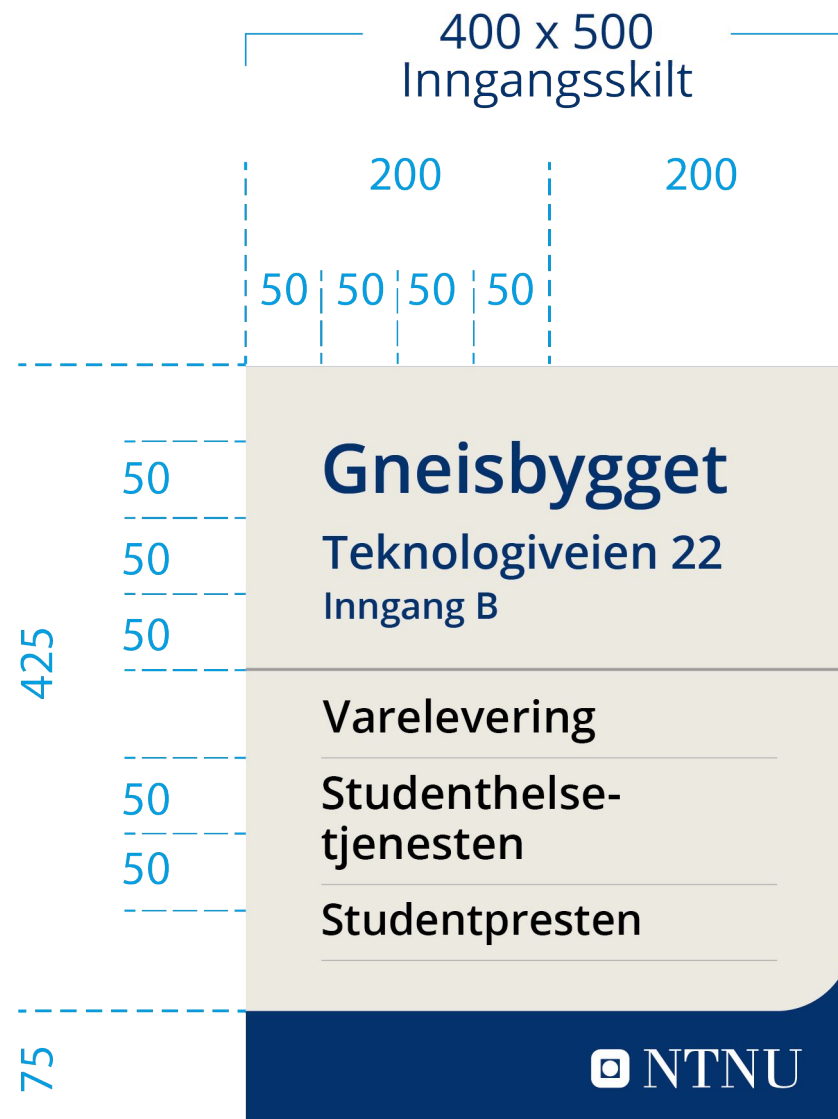 400 x 500
Inngangsskilt
200 200
50 50 50 50
Gneisbygget
50
Teknologiveien 22
50
Inngang B
50
425
Varelevering
Studenthelse-
50
tjenesten
50
Studentpresten
75
NTNU